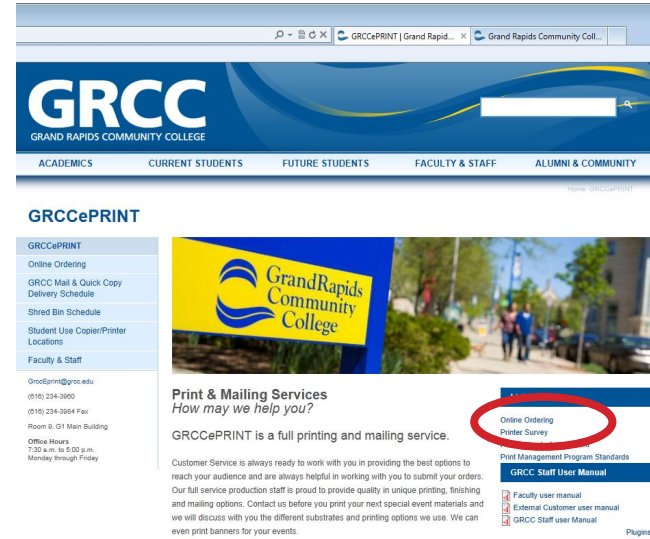 GRCCePRINT | Grand Rapid...
Grand Rapids Community Coll...
GRCC
GRAND RAPIDS COMMUNITY COLLEGE
ACADEMICS
CURRENT STUDENTS
FUTURE STUDENTS
FACULTY & STAFF
ALUMNI & COMMUNITY
Home GRCCePRINT
GRCCePRINT
GRCCePRINT
Online Ordering
GRCC Mail & Quick Copy
Delivery Schedule
Shred Bin Schedule
Student Use Copier/Printer
Locations
Faculty & Staff
GrccEprint@grcc.edu
(616) 234-3960
(616) 234-3984 Fax
Room 9, G1 Main Building
Office Hours
7:30 a.m. to 5:00 p.m.
Monday through Friday
GrandRapids
Community
College
Print & Mailing Services
How may we help you?
GRCCePRINT is a full printing and mailing service.
Customer Service is always ready to work with you in providing the best options to
reach your audience and are always helpful in working with you to submit your orders.
Our full service production staff is proud to provide quality in unique printing, finishing
and mailing options. Contact us before you print your next special event materials and
we will discuss with you the different substrates and printing options we use. We can
even print banners for your events.
Online Ordering
Printer Survey
Print Management Program Standards
GRCC Staff User Manual
Faculty user manual
External Customer user manual
GRCC Staff user Manual
Plugins